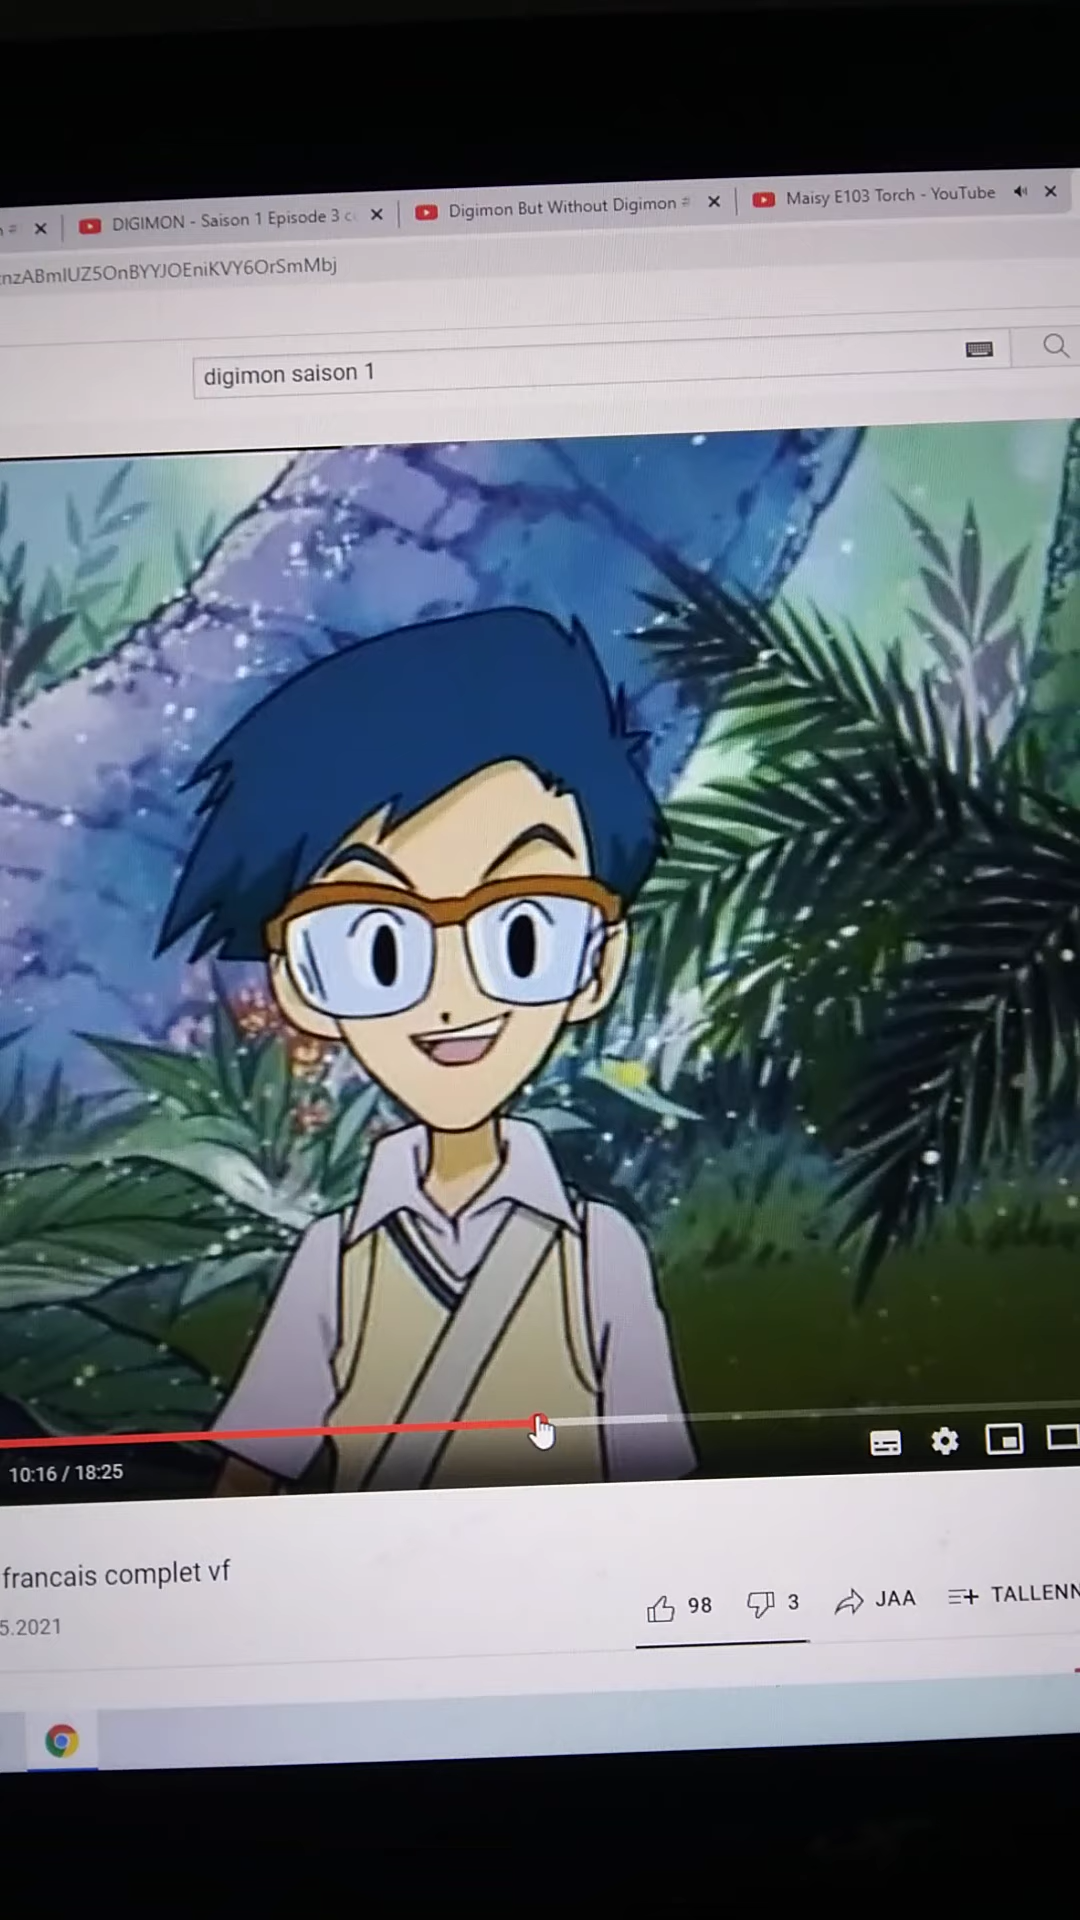 DIGIMON - Saison 1 Episode 3 c
Digimon But Without Digimon #
Maisy E103 Torch - YouTube
nzABmIUZ5OnBYYJOEniKVY6OrSmMbj
digimon saison 1
10:16 / 18:25
francais complet vf
98
3
JAA
TALLENN
5.2021